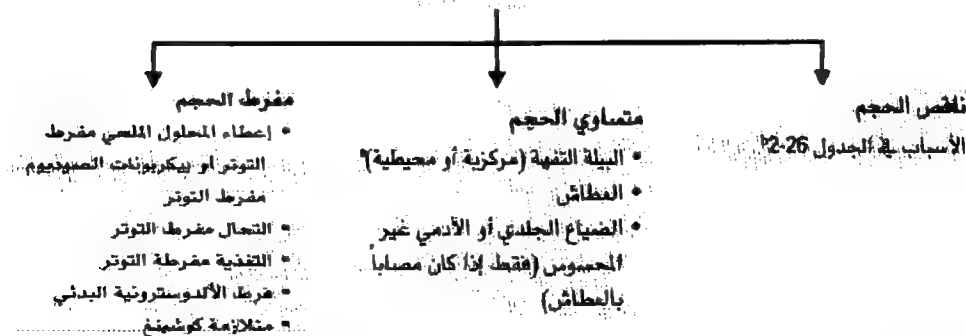 ناقص الحجم
الأسباب في الجدول 26-2
متساوي الحجم
• البيلة التفهة (مركزية أو محيطية)
• العطاش
• الضياع الجلدي أو الأدمي غير
المحسوس (فقط إذا كان مصاباً
بالعطاش)
مفرط الحجم
• إعطاء المحلول الملحي مفرط
التوتر او بيكربونات الصوديوم
مفرط التوتر
• التحال مفرط التوتر
• التغذية مفرطة التوتر
• فرط الألدوسترونية البدئي
• متلازمة كوشينغ